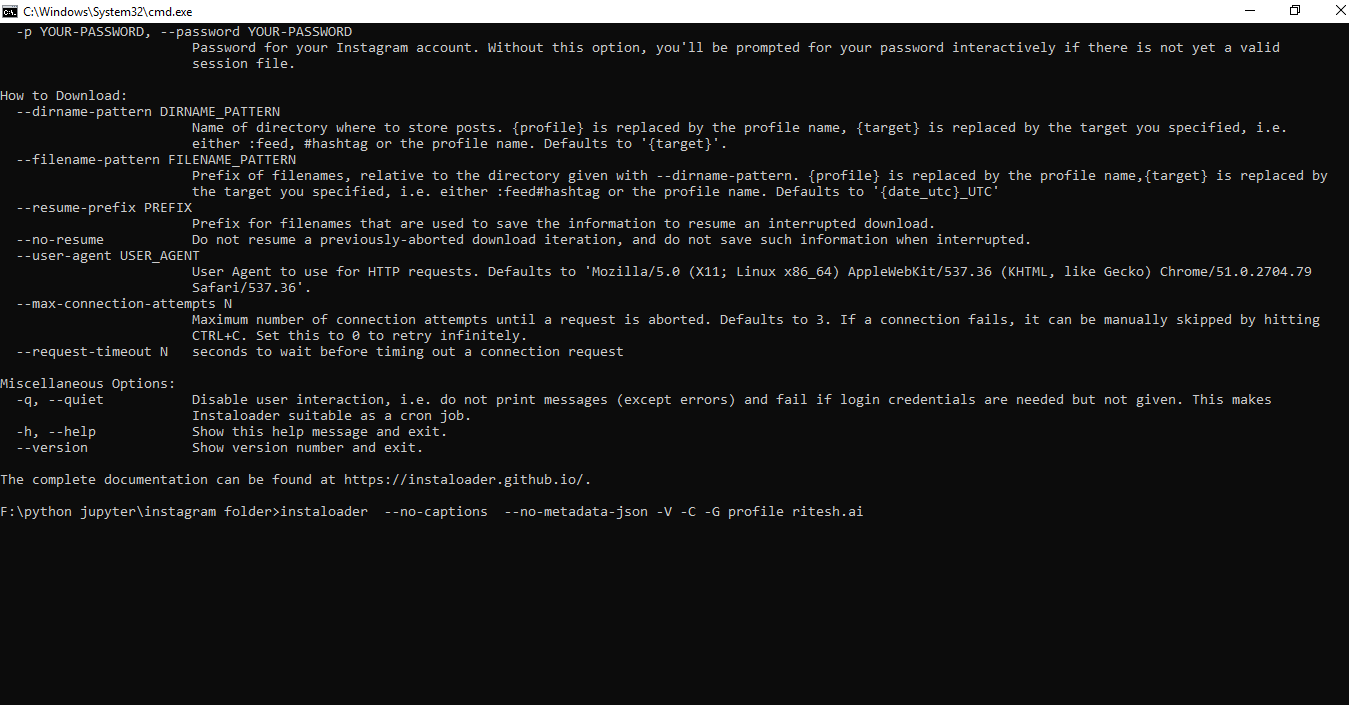 C:\Windows\System32\cmd.exe
-p YOUR-PASSWORD, --password YOUR-PASSWORD
Password for your Instagram account. Without this option, you'll be prompted for your password interactively if there is not yet a valid
session file.
How to Download:
--dirname-pattern DIRNAME_PATTERN
Name of directory where to store posts. {profile} is replaced by the profile name, {target} is replaced by the target you specified, i.e.
either :feed, #hashtag or the profile name. Defaults to '{target}'.
--filename-pattern FILENAME_PATTERN
Prefix of filenames, relative to the directory given with --dirname-pattern. {profile} is replaced by the profile name,{target} is replaced by
the target you specified, i.e. either :feed#hashtag or the profile name. Defaults to '{date_utc}_UTC'
--resume-prefix PREFIX
Prefix for filenames that are used to save the information to resume an interrupted download.
--no-resume Do not resume a previously-aborted download iteration, and do not save such information when interrupted.
--user-agent USER_AGENT
User Agent to use for HTTP requests. Defaults to 'Mozilla/5.0 (X11; Linux x86_64) AppleWebKit/537.36 (KHTML, like Gecko) Chrome/51.0.2704.79
Safari/537.36'.
--max-connection-attempts N
Maximum number of connection attempts until a request is aborted. Defaults to 3. If a connection fails, it can be manually skipped by hitting
CTRL+C. Set this to 0 to retry infinitely.
--request-timeout N seconds to wait before timing out a connection request
Miscellaneous Options:
-q, --quiet Disable user interaction, i.e. do not print messages (except errors) and fail if login credentials are needed but not given. This makes
Instaloader suitable as a cron job.
-h, --help Show this help message and exit.
--version Show version number and exit.
The complete documentation can be found at https://instaloader.github.io/.
F:\python jupyter\instagram folder>instaloader  --no-captions  --no-metadata-json -V -C -G profile ritesh.ai